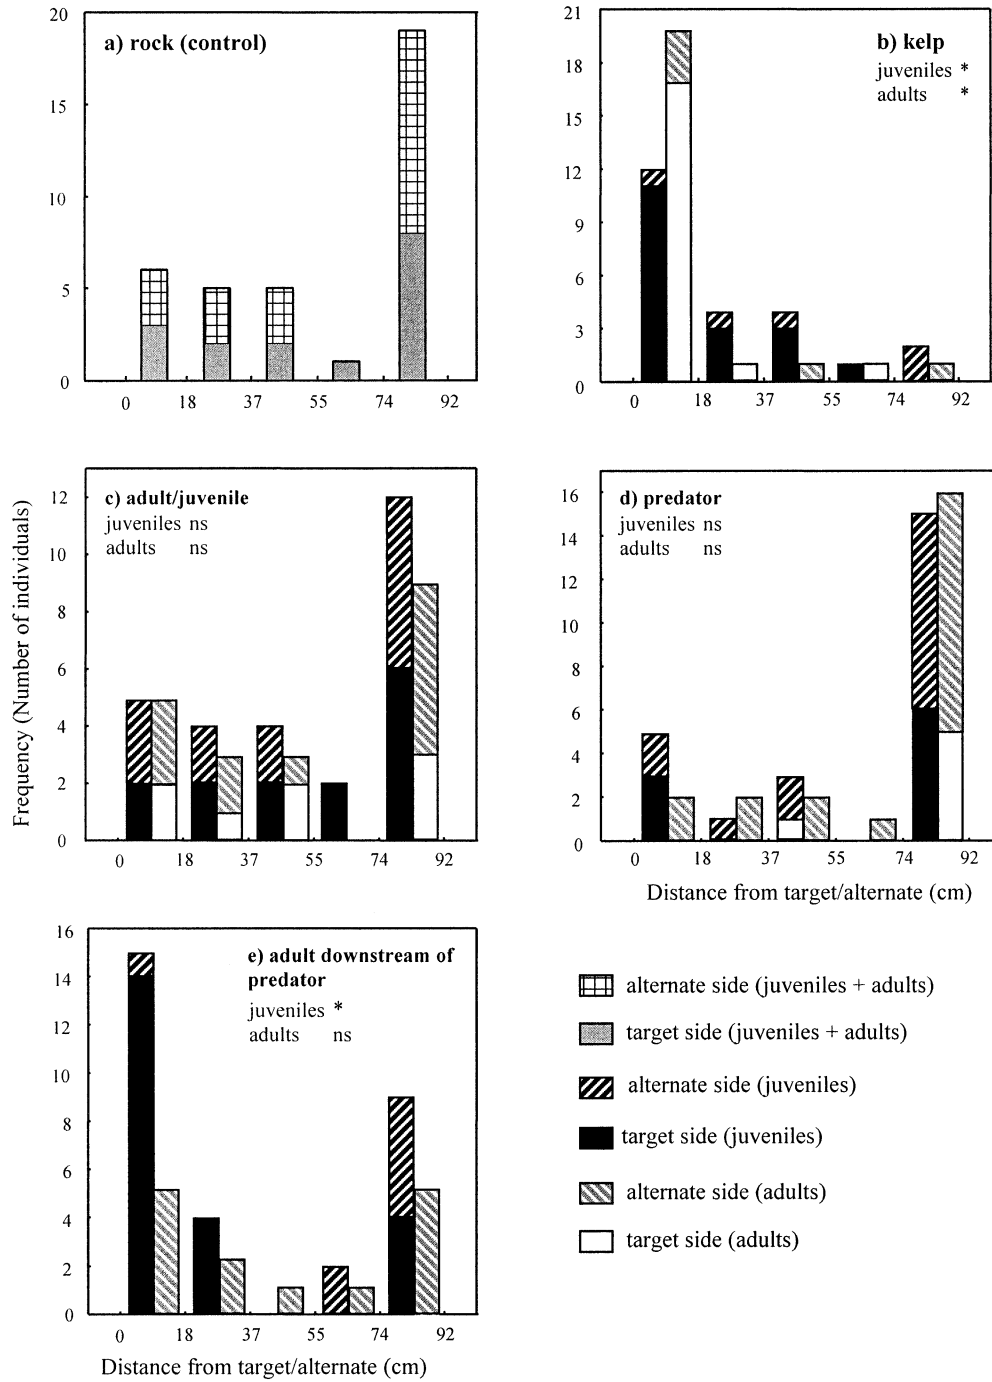 a) rock (control)
20
15
10
5
0
0 18 37 55 74 92
b) kelp
juveniles *
adults *
21
18
15
12
9
6
3
0
0 18 37 55 74 92
Frequency (Number of individuals)
c) adult/juvenile
juveniles ns
adults ns
12
10
8
6
4
2
0
0 18 37 55 74 92
d) predator
juveniles ns
adults ns
16
14
12
10
8
6
4
2
0
0 18 37 55 74 92
Distance from target/alternate (cm)
e) adult downstream of
predator
juveniles *
adults ns
16
14
12
10
8
6
4
2
0
0 18 37 55 74 92
Distance from target/alternate (cm)
alternate side (juveniles + adults)
target side (juveniles + adults)
alternate side (juveniles)
target side (juveniles)
alternate side (adults)
target side (adults)